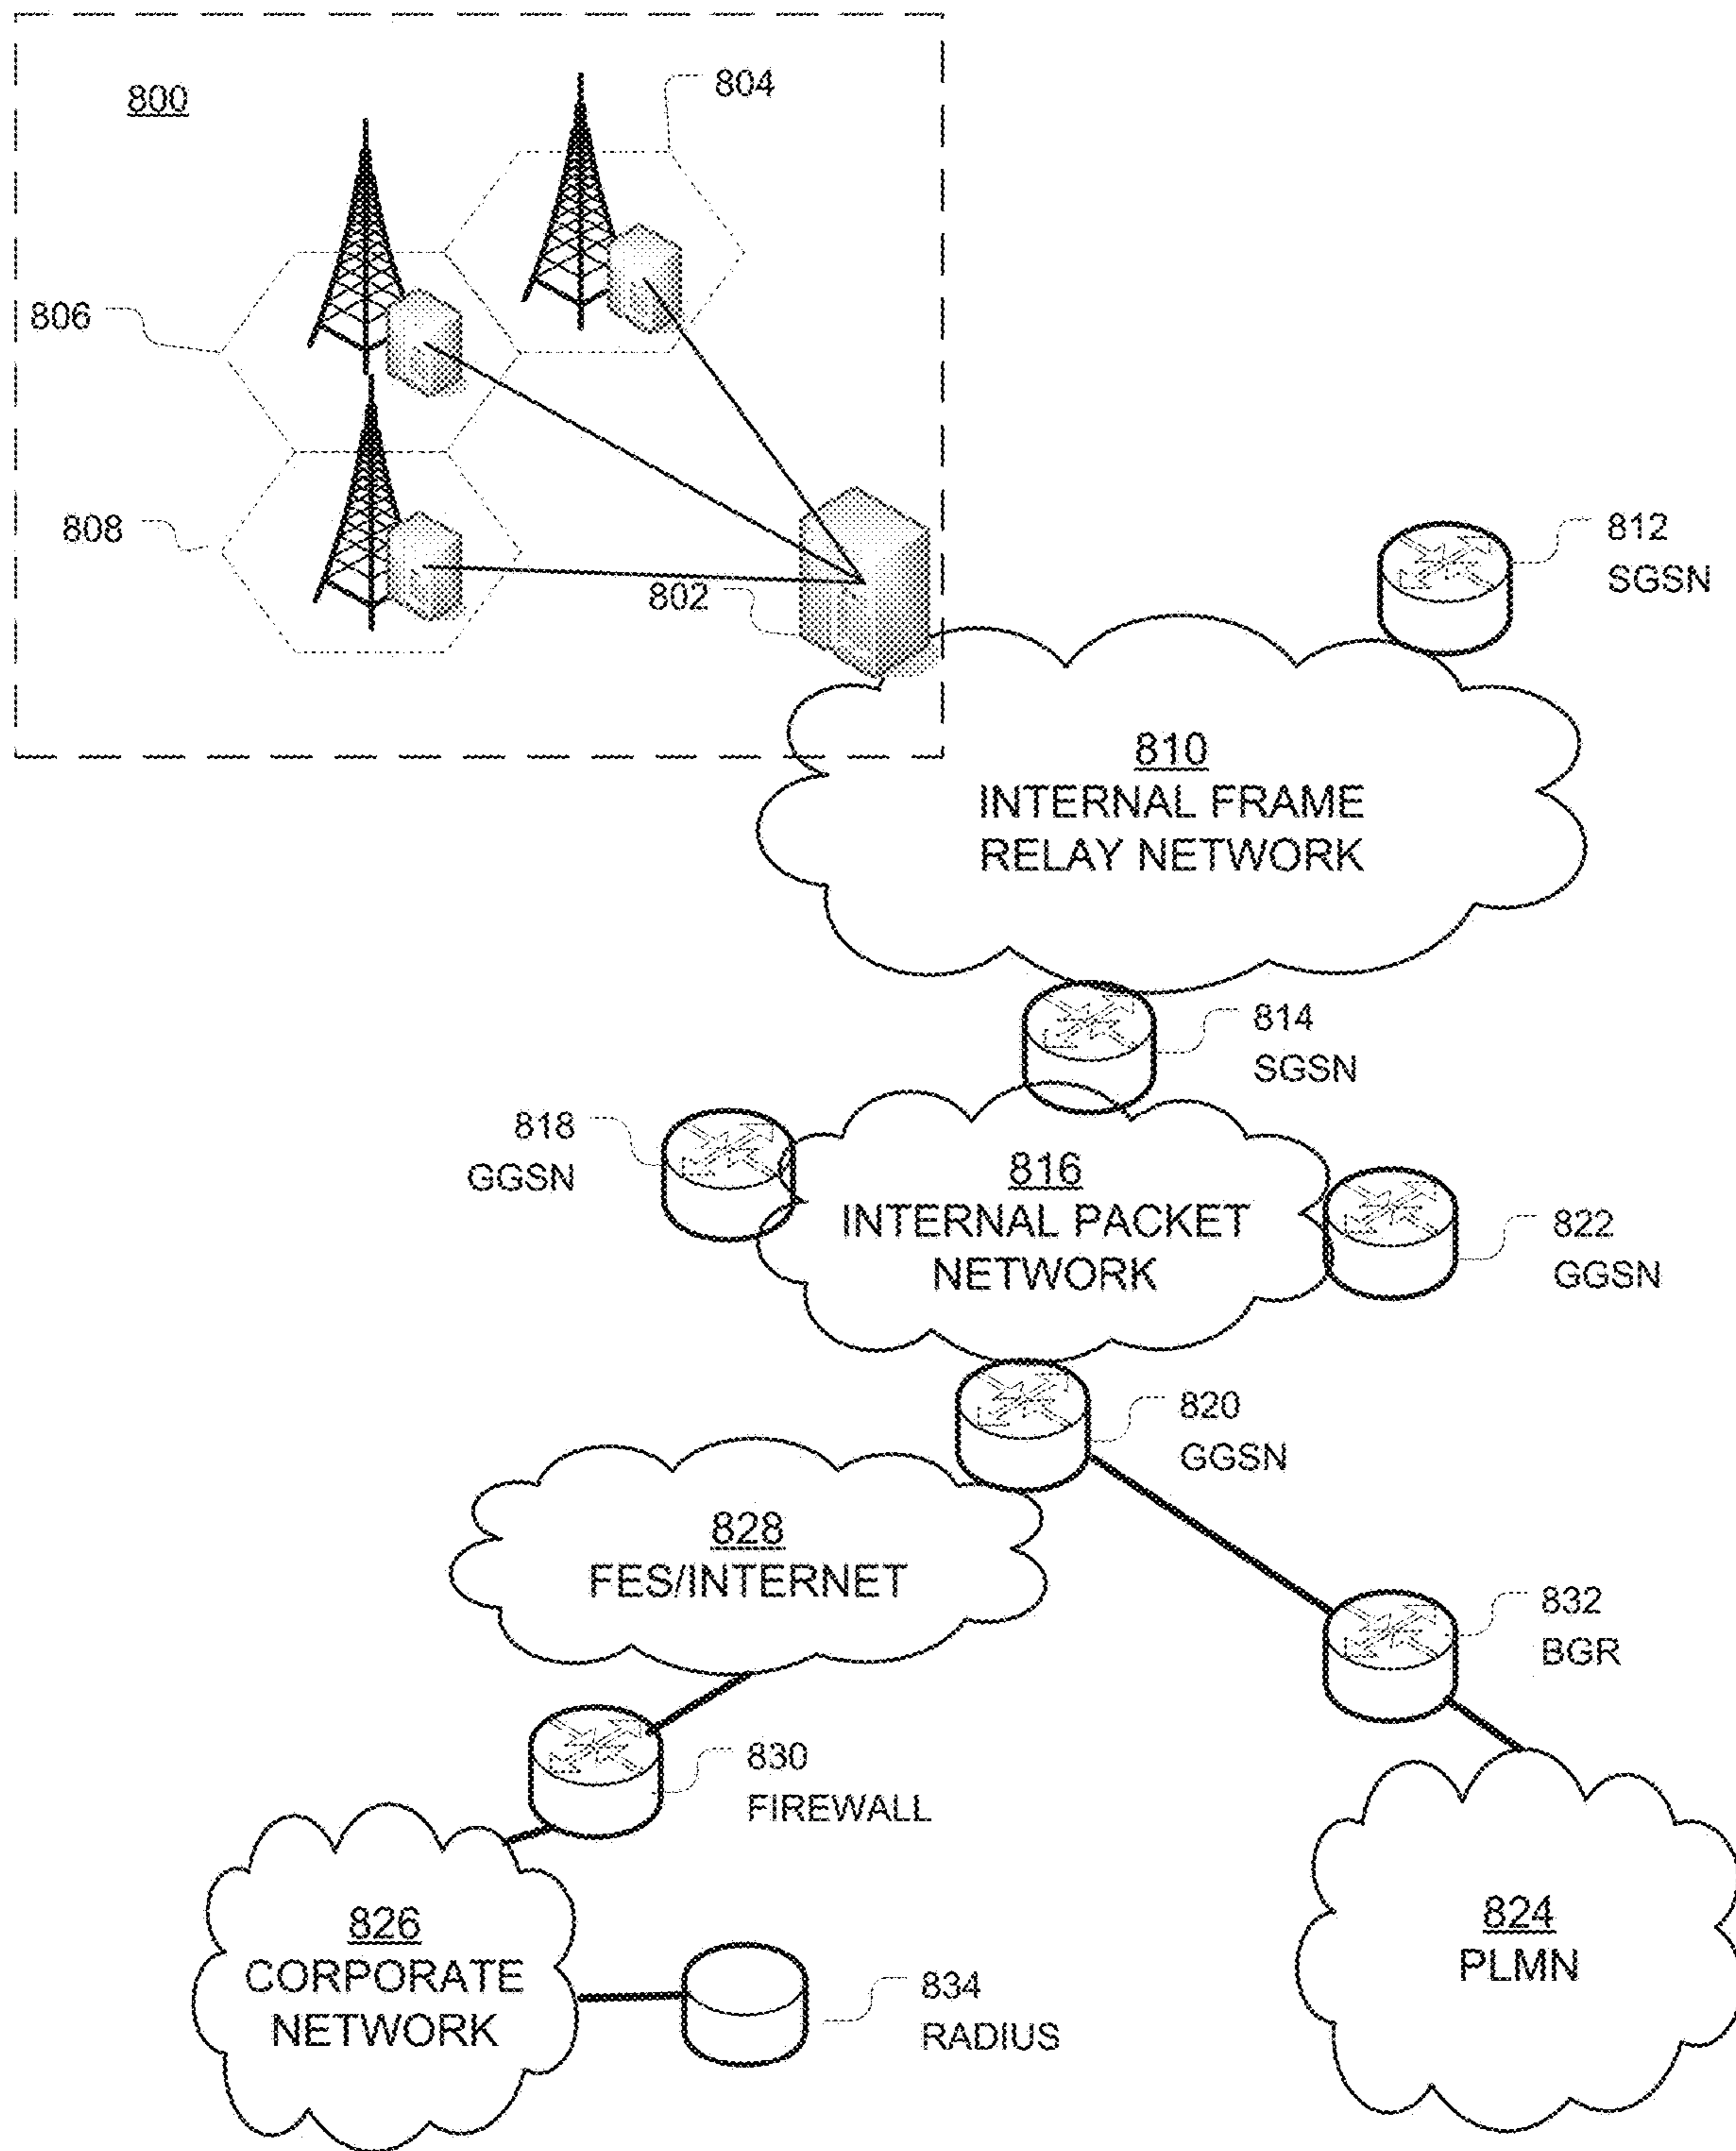 800
804
806
808
802
812
SGSN
810
INTERNAL FRAME
RELAY NETWORK
814
SGSN
818
GGSN
816
INTERNAL PACKET
NETWORK
822
GGSN
820
GGSN
828
FES/INTERNET
832
BGR
830
FIREWALL
826
CORPORATE
NETWORK
834
RADIUS
824
PLMN